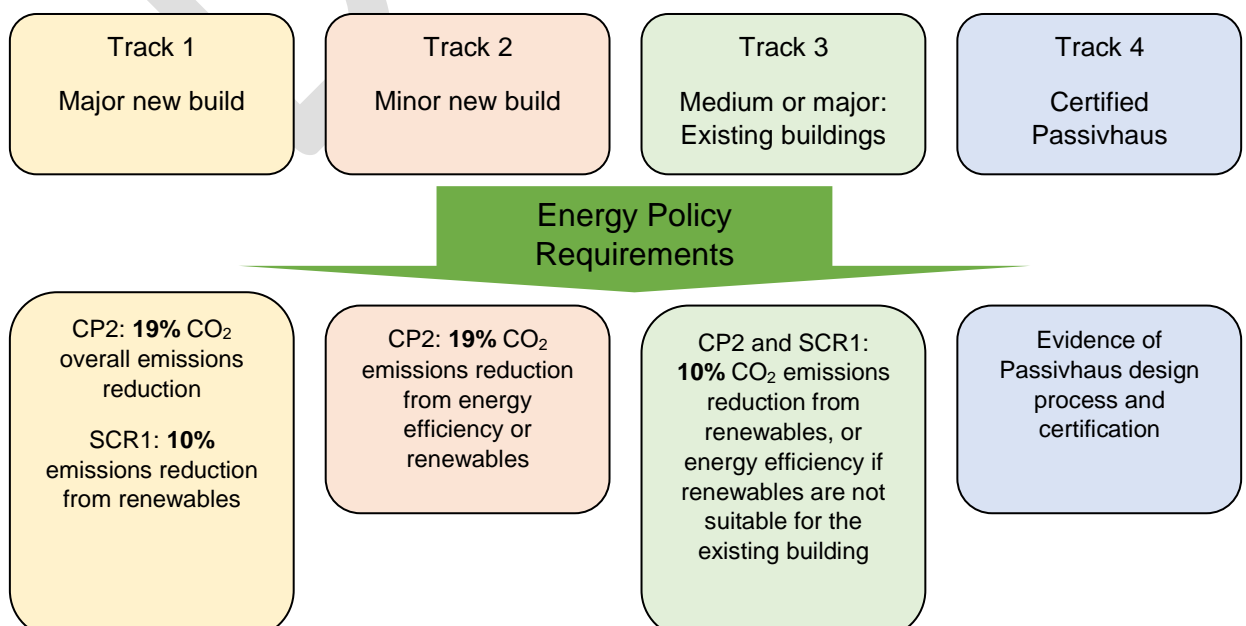 Track 1
Major new build
Track 2
Minor new build
Track 3
Medium or major:
Existing buildings
Track 4
Certified
Passivhaus
Energy Policy
Requirements
CP2: 19% CO₂
overall emissions
reduction
SCR1: 10%
emissions reduction
from renewables
CP2: 19% CO₂
emissions reduction
from energy
efficiency or
renewables
CP2 and SCR1:
10% CO₂ emissions
reduction from
renewables, or
energy efficiency if
renewables are not
suitable for the
existing building
Evidence of
Passivhaus design
process and
certification